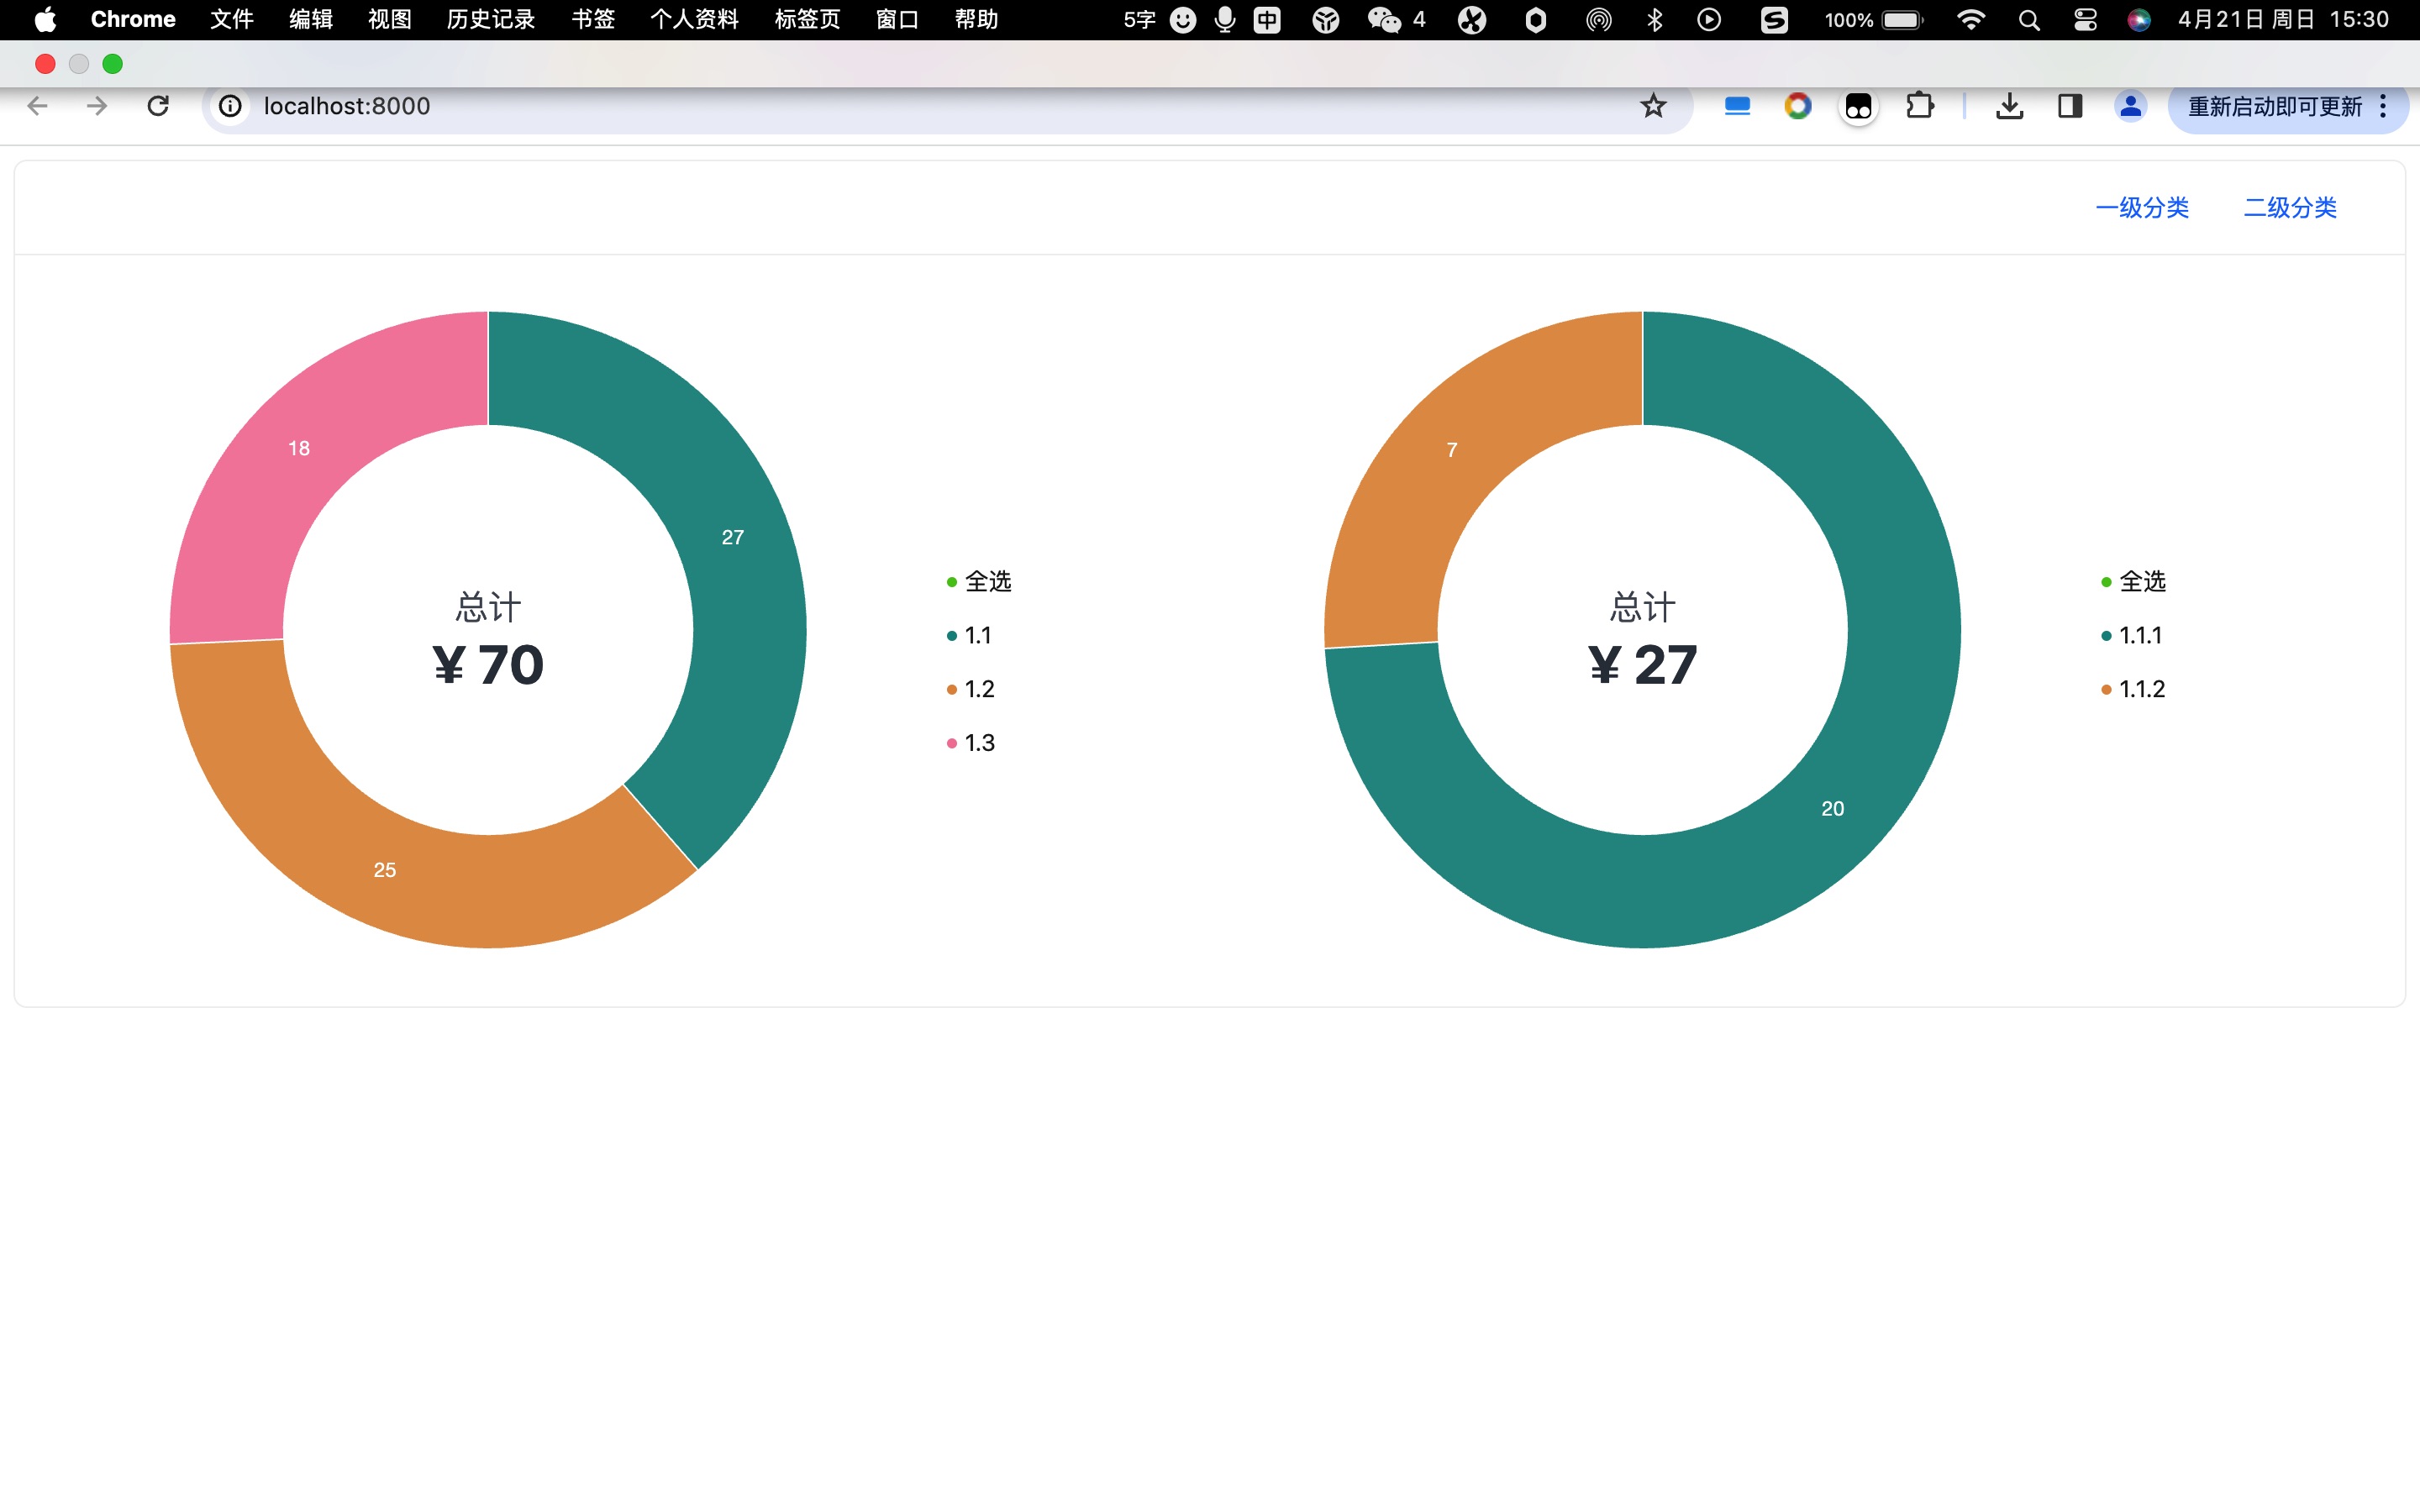 Chrome 文件 编辑 视图 历史记录 书签 个人资料 标签页 窗口 帮助 5字 中 4 S 100% 4月21日 周日 15:30
localhost:8000 重新启动即可更新
一级分类 二级分类
18
27
25
总计
¥ 70
全选
1.1
1.2
1.3
7
20
总计
¥ 27
全选
1.1.1
1.1.2